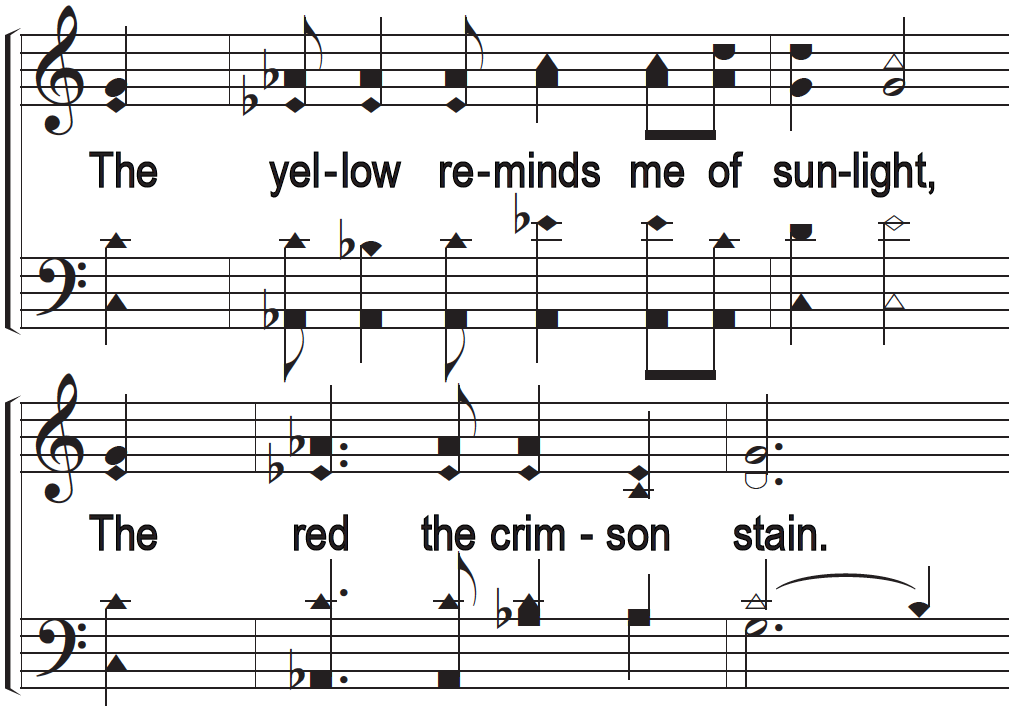 The yel-low re-minds me of sun-light,
The red the crim - son stain.